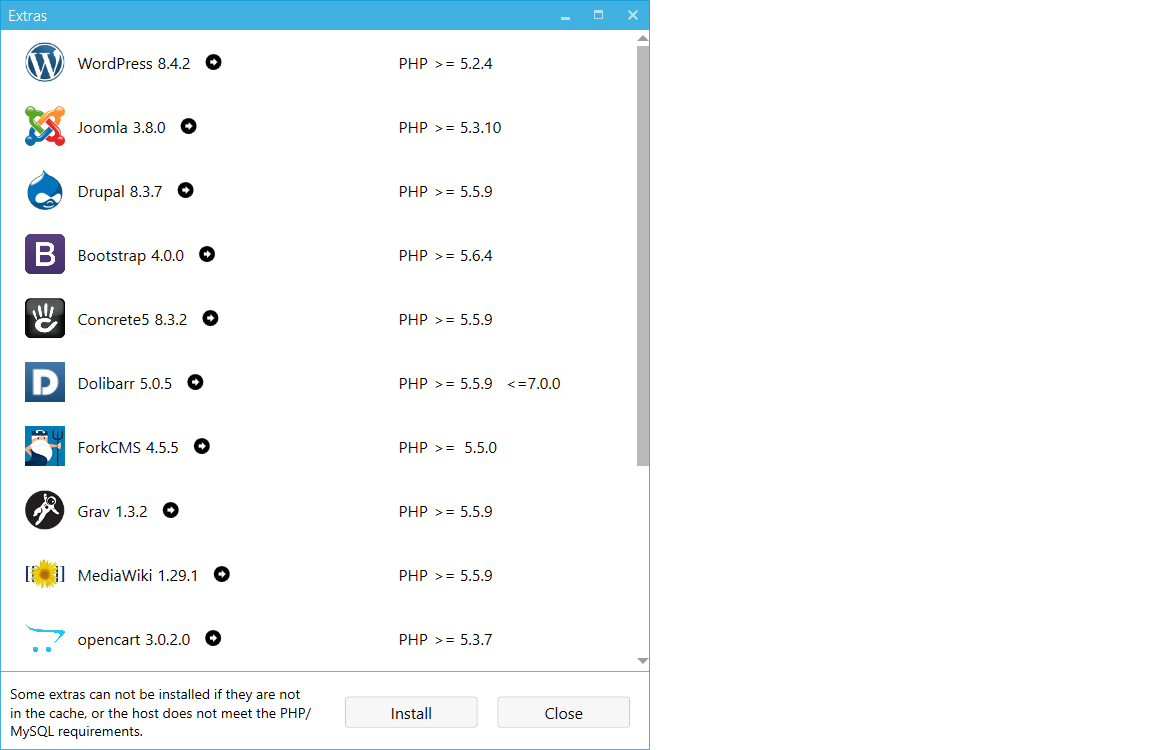 Extras
WordPress 8.4.2 PHP >= 5.2.4
Joomla 3.8.0 PHP >= 5.3.10
Drupal 8.3.7 PHP >= 5.5.9
B Bootstrap 4.0.0 PHP >= 5.6.4
Concrete5 8.3.2 PHP >= 5.5.9
D Dolibarr 5.0.5 PHP >= 5.5.9 <=7.0.0
ForkCMS 4.5.5 PHP >= 5.5.0
Grav 1.3.2 PHP >= 5.5.9
MediaWiki 1.29.1 PHP >= 5.5.9
opencart 3.0.2.0 PHP >= 5.3.7
Some extras can not be installed if they are not
in the cache, or the host does not meet the PHP/
MySQL requirements.
Install Close